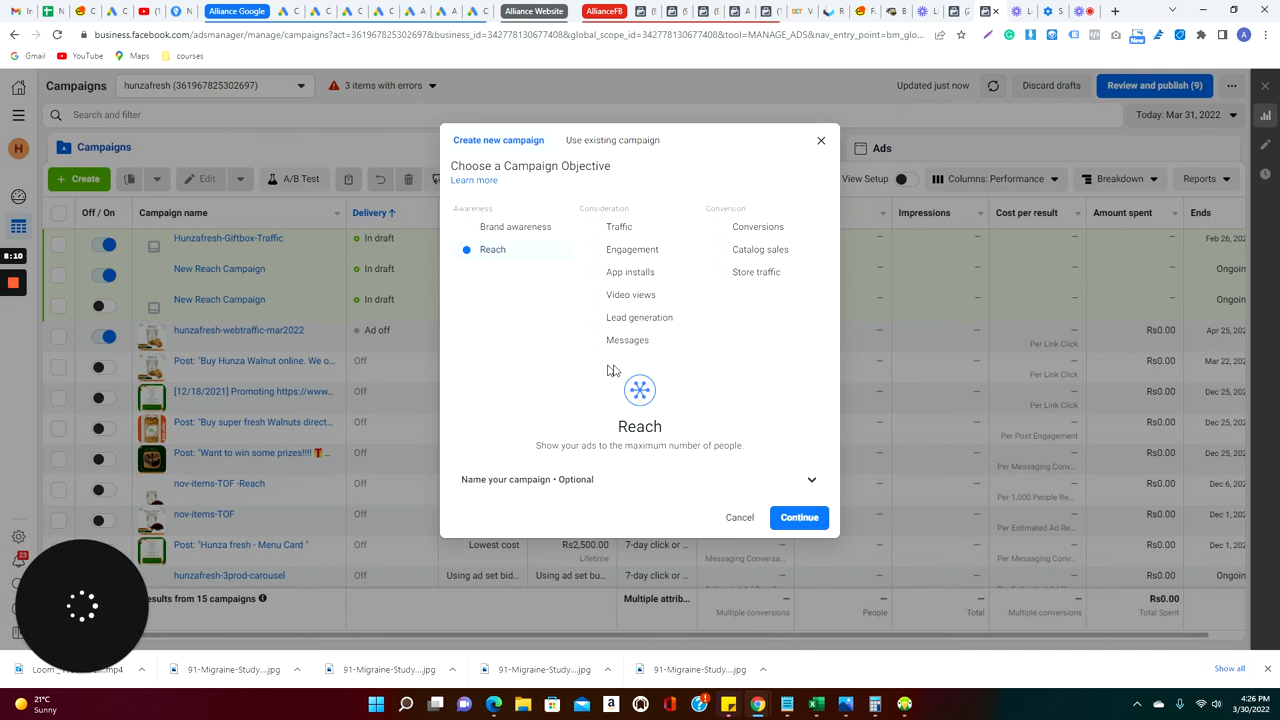 Alliance Google
Alliance Website
AllianceFB
business.facebook.com/adsmanager/manage/campaigns?act=361967825302697&business_id=342778130677408&global_scope_id=342778130677408&tool=MANAGE_ADS&nav_entry_point=bm_glo...
Gmail YouTube Maps courses
Campaigns hunzafresh (361967825302697) 3 items with errors Updated just now Discard drafts Review and publish (9)
Search and filter Today: Mar 31, 2022
Campaigns Ads
Create Edit A/B Test View Setup Columns: Performance Breakdown Reports
Off / On Campaign name Delivery ↑ Impressions Cost per result Amount spent Ends
Hunzafresh-Giftbox-Traffic In draft — — — Feb 26, 202
New Reach Campaign In draft — — — Ongoin
New Reach Campaign In draft — — — Ongoin
hunzafresh-webtraffic-mar2022 Ad off — — Rs0.00 Apr 25, 202
Per Link Click
Post: "Buy Hunza Walnut online. We o... Off — — Rs0.00 Mar 22, 202
Per Link Click
[12/18/2021] Promoting https://www... Off — — Rs0.00 Dec 25, 202
Per Link Click
Post: "Buy super fresh Walnuts direct... Off — — Rs0.00 Dec 25, 202
Per Post Engagement
Post: "Want to win some prizes!!!! ... Off — — Rs0.00 Dec 25, 202
Per Messaging Conv...
nov-items-TOF -Reach Off — — Rs0.00 Dec 6, 202
Per 1,000 People Re...
nov-items-TOF Off — — Rs0.00 Dec 1, 202
Per Estimated Ad Re...
Post: "Hunza fresh - Menu Card " Off Lowest cost Rs2,500.00 7-day click or ... — — — — Rs0.00 Dec 1, 202
Lifetime Messaging Conversa... Per Messaging Conv...
hunzafresh-3prod-carousel Off Using ad set bid... Using ad set bu... 7-day click or ... — — — — Rs0.00 Ongoin
esults from 15 campaigns Multiple attrib... — — — — Rs0.00
Multiple conversions People Total Multiple conversions Total Spent
Create new campaign Use existing campaign
Choose a Campaign Objective
Learn more
Awareness Consideration Conversion
Brand awareness Traffic Conversions
Reach Engagement Catalog sales
App installs Store traffic
Video views
Lead generation
Messages
Reach
Show your ads to the maximum number of people.
Name your campaign • Optional
Cancel Continue
H
8:10
23
91-Migraine-Study....jpg 91-Migraine-Study....jpg 91-Migraine-Study....jpg 91-Migraine-Study....jpg Show all
21°C
Sunny
4:26 PM
3/30/2022